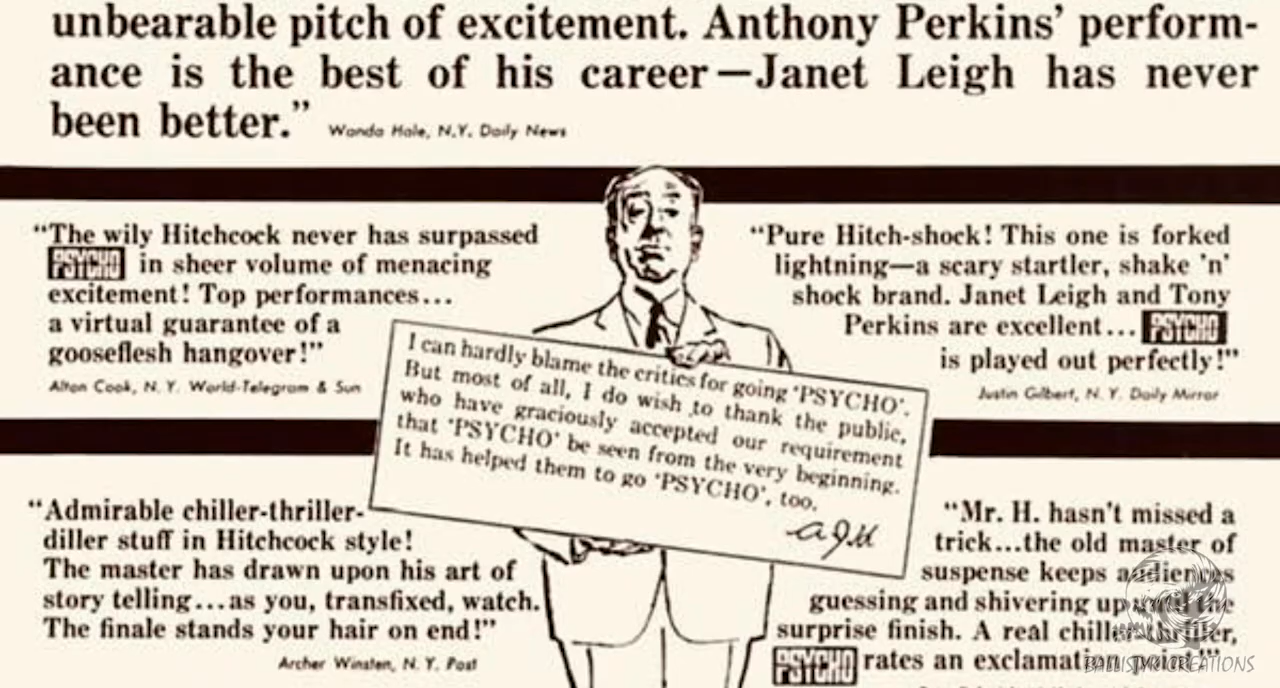 unbearable pitch of excitement. Anthony Perkins' perform-
ance is the best of his career—Janet Leigh has never
been better." Wanda Hale, N.Y. Daily News
"The wily Hitchcock never has surpassed
PSYCHO in sheer volume of menacing
excitement! Top performances...
a virtual guarantee of a
gooseflesh hangover!"
Alton Cook, N. Y. World-Telegram & Sun
"Pure Hitch-shock! This one is forked
lightning—a scary startler, shake 'n'
shock brand. Janet Leigh and Tony
Perkins are excellent... PSYCHO
is played out perfectly!"
Justin Gilbert, N. Y. Daily Mirror
I can hardly blame the critics for going 'PSYCHO'.
But most of all, I do wish to thank the public,
who have graciously accepted our requirement
that 'PSYCHO' be seen from the very beginning.
It has helped them to go 'PSYCHO', too.
AJH
"Admirable chiller-thriller-
diller stuff in Hitchcock style!
The master has drawn upon his art of
story telling...as you, transfixed, watch.
The finale stands your hair on end!"
Archer Winsten, N. Y. Post
"Mr. H. hasn't missed a
trick...the old master of
suspense keeps audiences
guessing and shivering up until the
surprise finish. A real chiller-thriller,
PSYCHO rates an exclamation point!"
BALLISTYK CREATIONS